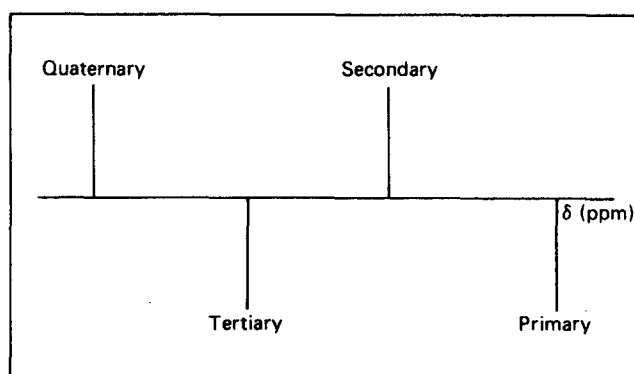 Quaternary
Secondary
δ (ppm)
Tertiary
Primary